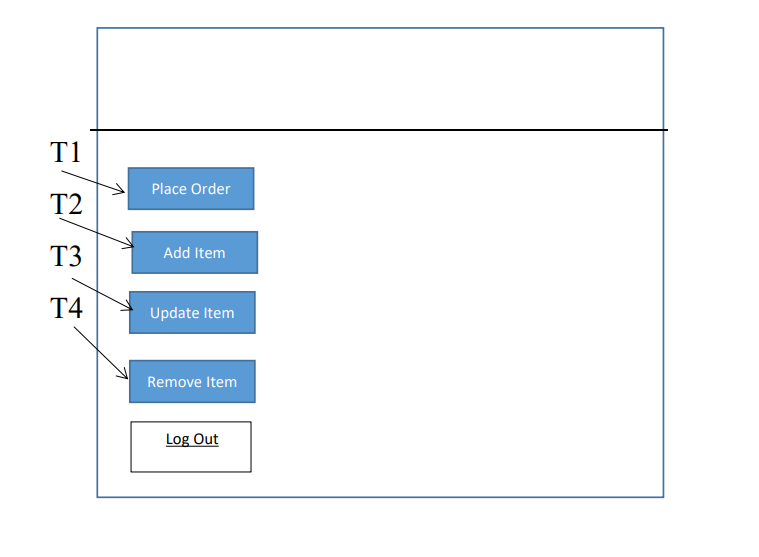 T1
Place Order
T2
Add Item
T3
Update Item
T4
Remove Item
Log Out